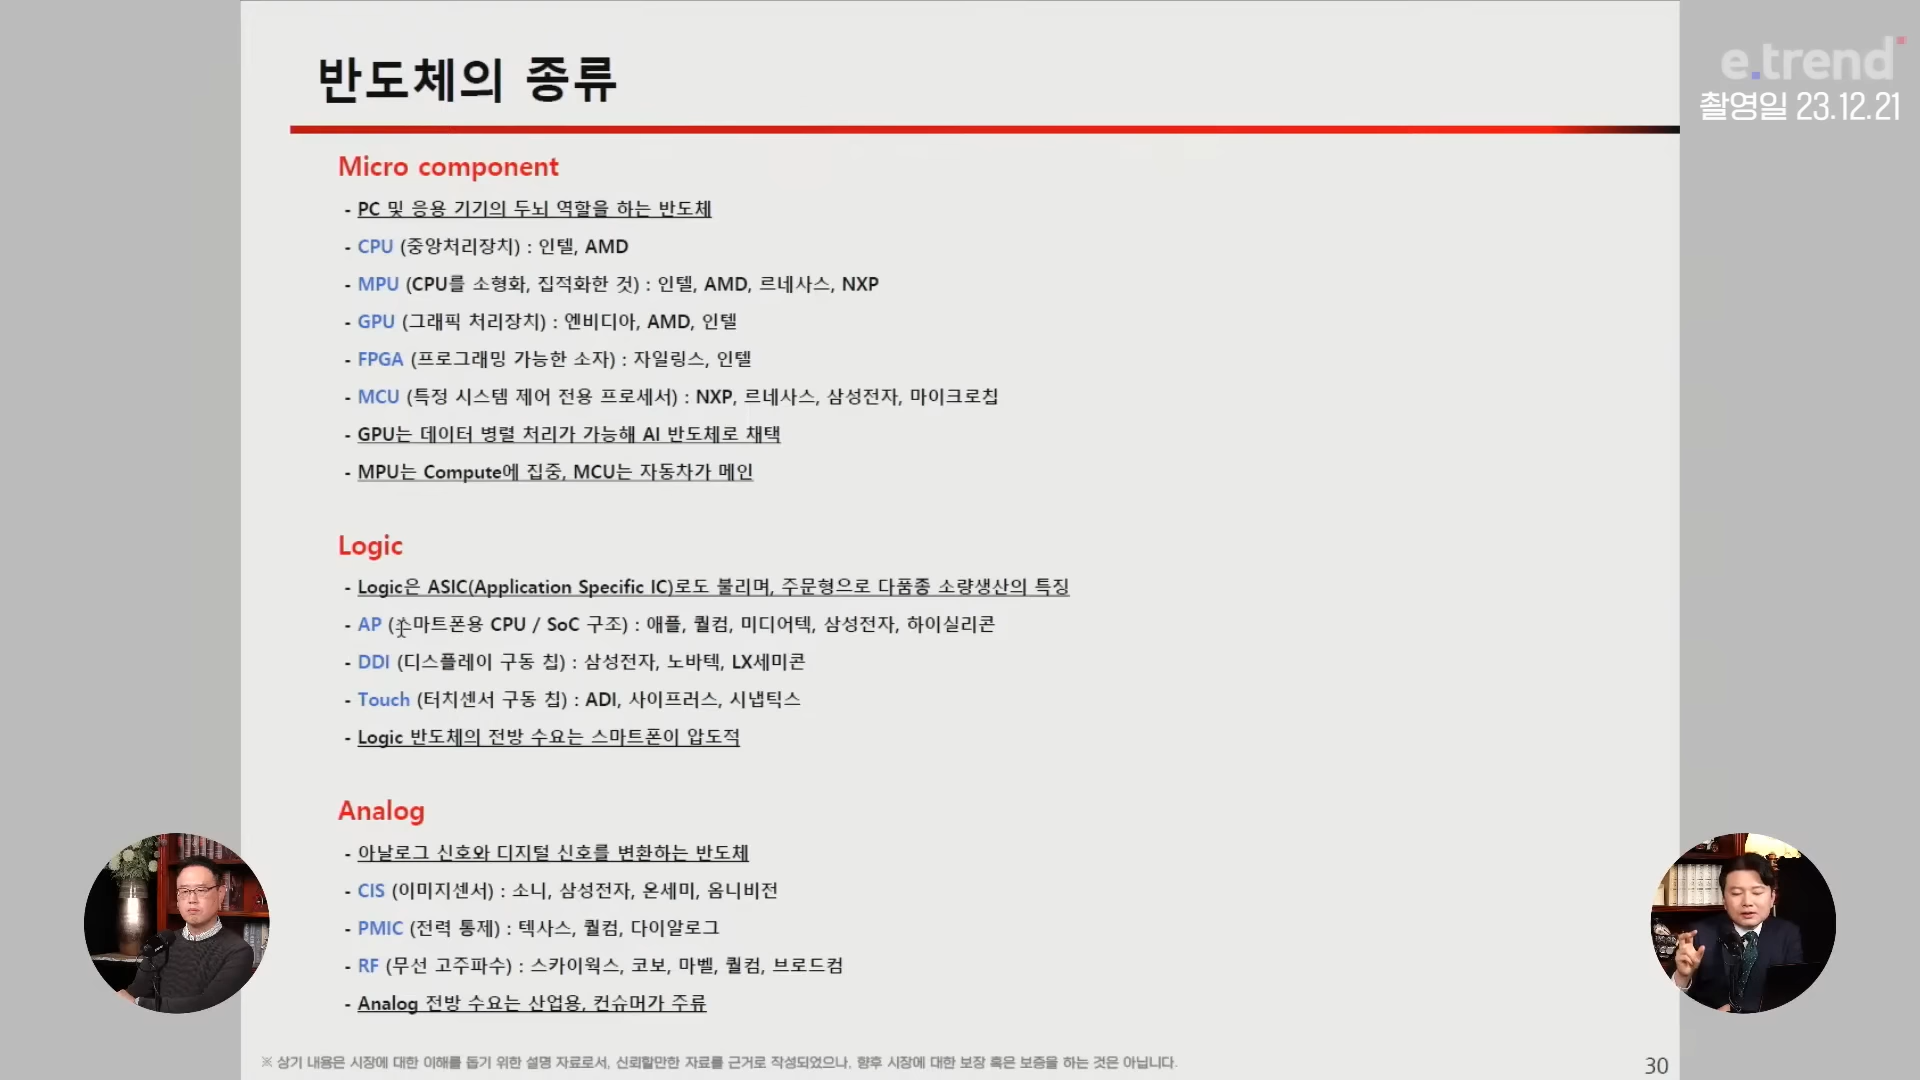 반도체의 종류
e.trend
촬영일 23.12.21
Micro component
- PC 및 응용 기기의 두뇌 역할을 하는 반도체
- CPU (중앙처리장치) : 인텔, AMD
- MPU (CPU를 소형화, 집적화한 것) : 인텔, AMD, 르네사스, NXP
- GPU (그래픽 처리장치) : 엔비디아, AMD, 인텔
- FPGA (프로그래밍 가능한 소자) : 자일링스, 인텔
- MCU (특정 시스템 제어 전용 프로세서) : NXP, 르네사스, 삼성전자, 마이크로칩
- GPU는 데이터 병렬 처리가 가능해 AI 반도체로 채택
- MPU는 Compute에 집중, MCU는 자동차가 메인
Logic
- Logic은 ASIC(Application Specific IC)로도 불리며, 주문형으로 다품종 소량생산의 특징
- AP (스마트폰용 CPU / SoC 구조) : 애플, 퀄컴, 미디어텍, 삼성전자, 하이실리콘
- DDI (디스플레이 구동 칩) : 삼성전자, 노바텍, LX세미콘
- Touch (터치센서 구동 칩) : ADI, 사이프러스, 시냅틱스
- Logic 반도체의 전방 수요는 스마트폰이 압도적
Analog
- 아날로그 신호와 디지털 신호를 변환하는 반도체
- CIS (이미지센서) : 소니, 삼성전자, 온세미, 옴니비전
- PMIC (전력 통제) : 텍사스, 퀄컴, 다이알로그
- RF (무선 고주파수) : 스카이웍스, 코보, 마벨, 퀄컴, 브로드컴
- Analog 전방 수요는 산업용, 컨슈머가 주류
※ 상기 내용은 시장에 대한 이해를 돕기 위한 설명 자료로서, 신뢰할만한 자료를 근거로 작성되었으나, 향후 시장에 대한 보장 혹은 보증을 하는 것은 아닙니다.
30